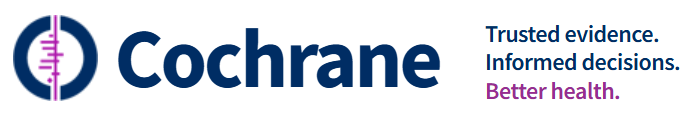 Cochrane
Trusted evidence.
Informed decisions.
Better health.